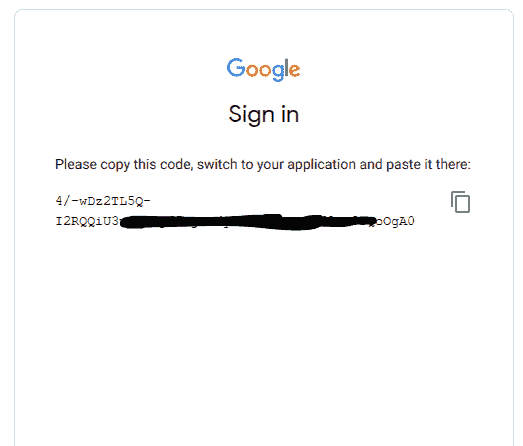 Google
Sign in
Please copy this code, switch to your application and paste it there:
4/-wDz2TL5Q-
I2RQQiU3 oOgA0